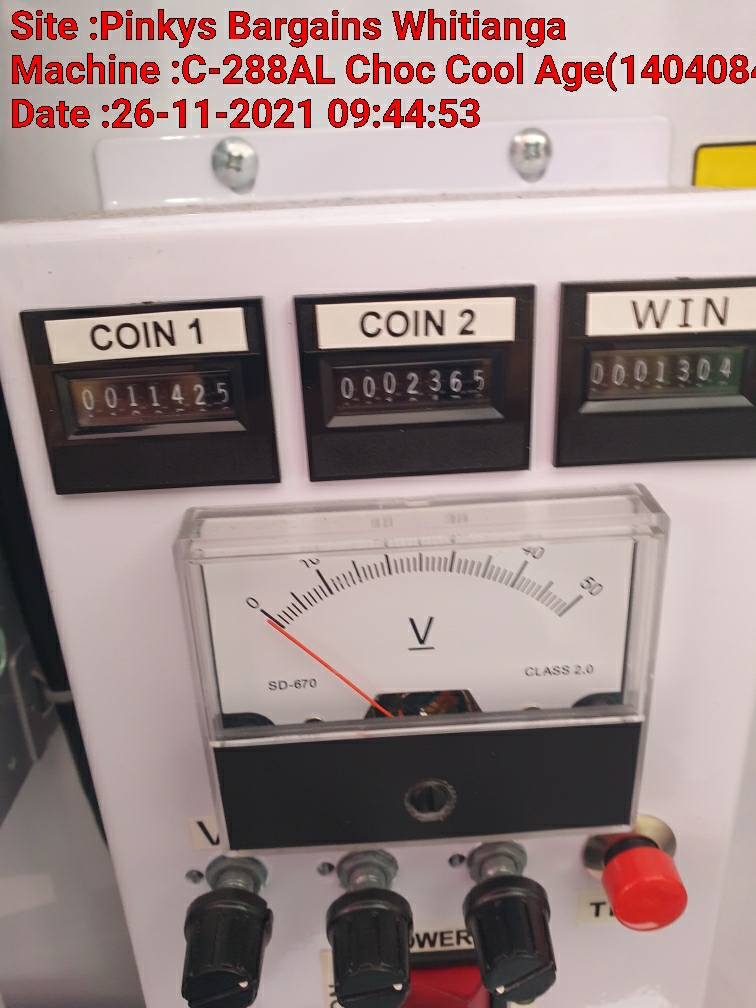 Site :Pinkys Bargains Whitianga
Machine :C-288AL Choc Cool Age(1404084
Date :26-11-2021 09:44:53
COIN 1
COIN 2
WIN
0011425
0002365
0001304
0
10
40
50
V
SD-670
CLASS 2.0
V